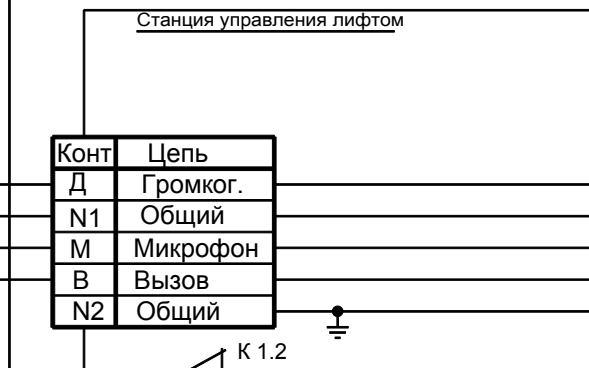 Станция управления лифтом
Конт Цепь
Д Громког.
N1 Общий
М Микрофон
В Вызов
N2 Общий
К 1.2